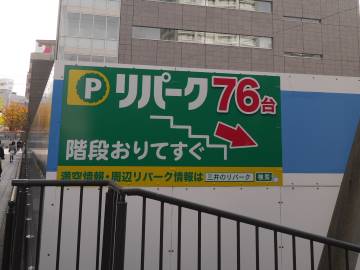 P リパーク 76台
階段おりてすぐ
満空情報・周辺リパーク情報は 三井のリパーク 検索